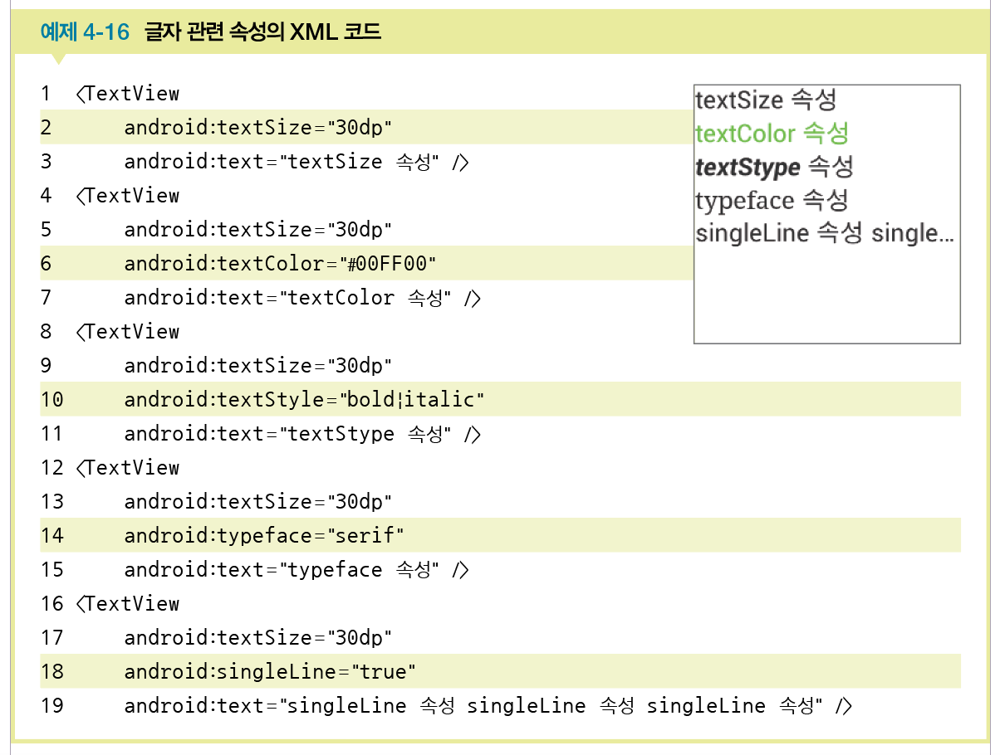 예제 4-16 글자 관련 속성의 XML 코드
1 <TextView
2 android:textSize="30dp"
3 android:text="textSize 속성" />
4 <TextView
5 android:textSize="30dp"
6 android:textColor="#00FF00"
7 android:text="textColor 속성" />
8 <TextView
9 android:textSize="30dp"
10 android:textStyle="bold|italic"
11 android:text="textStype 속성" />
12 <TextView
13 android:textSize="30dp"
14 android:typeface="serif"
15 android:text="typeface 속성" />
16 <TextView
17 android:textSize="30dp"
18 android:singleLine="true"
19 android:text="singleLine 속성 singleLine 속성 singleLine 속성" />
textSize 속성
textColor 속성
textStype 속성
typeface 속성
singleLine 속성 single...